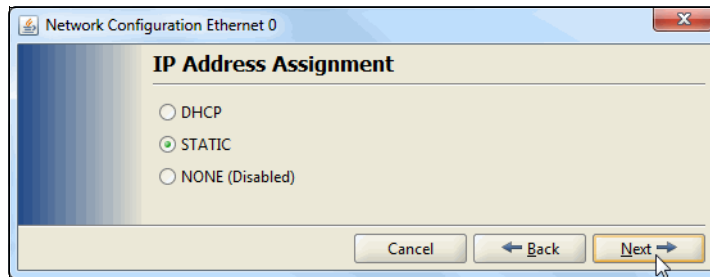 Network Configuration Ethernet 0
IP Address Assignment
DHCP
STATIC
NONE (Disabled)
Cancel
Back
Next